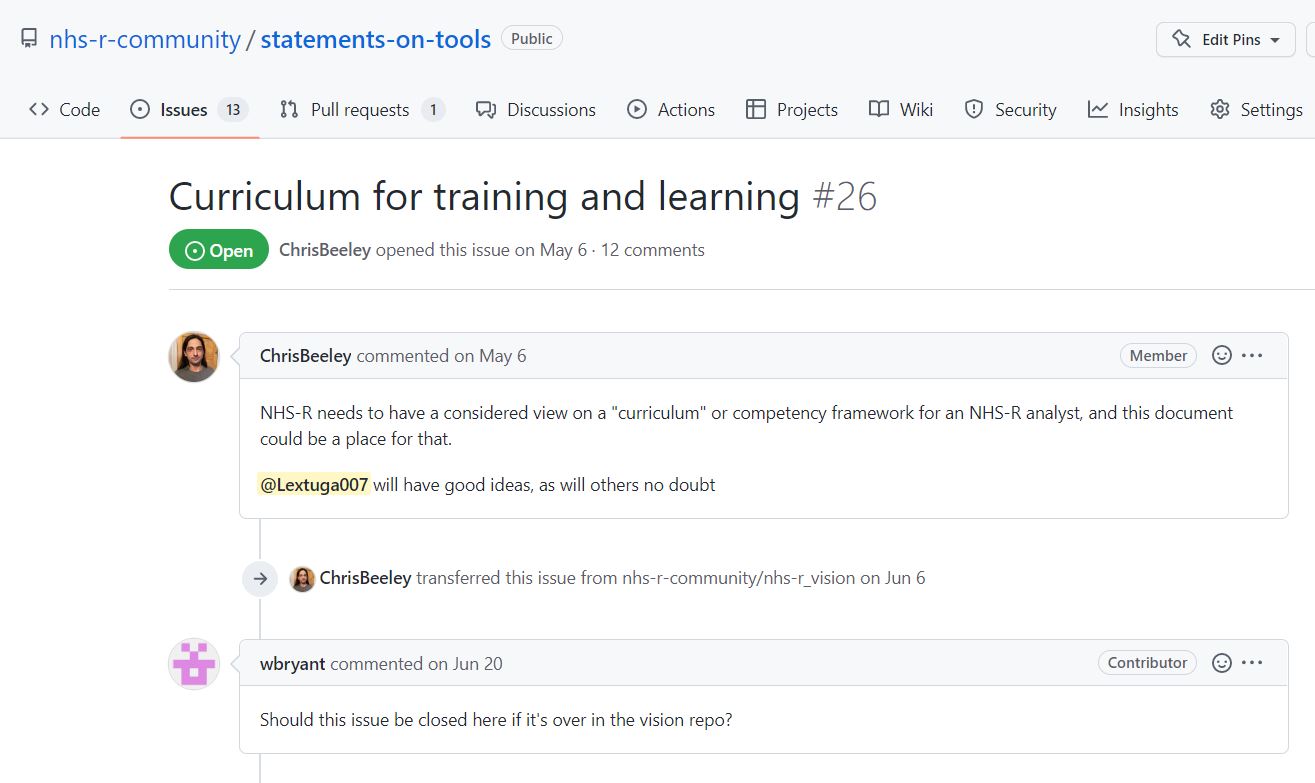 nhs-r-community / statements-on-tools Public Edit Pins
Code Issues 13 Pull requests 1 Discussions Actions Projects Wiki Security Insights Settings
Curriculum for training and learning #26
Open ChrisBeeley opened this issue on May 6 · 12 comments
ChrisBeeley commented on May 6 Member
NHS-R needs to have a considered view on a "curriculum" or competency framework for an NHS-R analyst, and this document
could be a place for that.
@Lextuga007 will have good ideas, as will others no doubt
ChrisBeeley transferred this issue from nhs-r-community/nhs-r_vision on Jun 6
wbryant commented on Jun 20 Contributor
Should this issue be closed here if it's over in the vision repo?